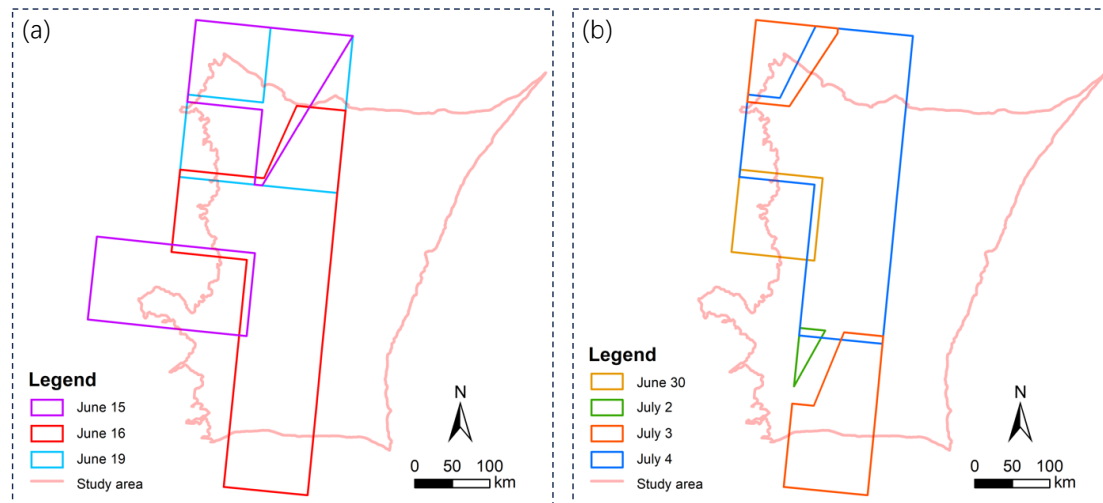 (a)
N
Legend
June 15
June 16
June 19
Study area
0 50 100
km
(b)
N
Legend
June 30
July 2
July 3
July 4
Study area
0 50 100
km